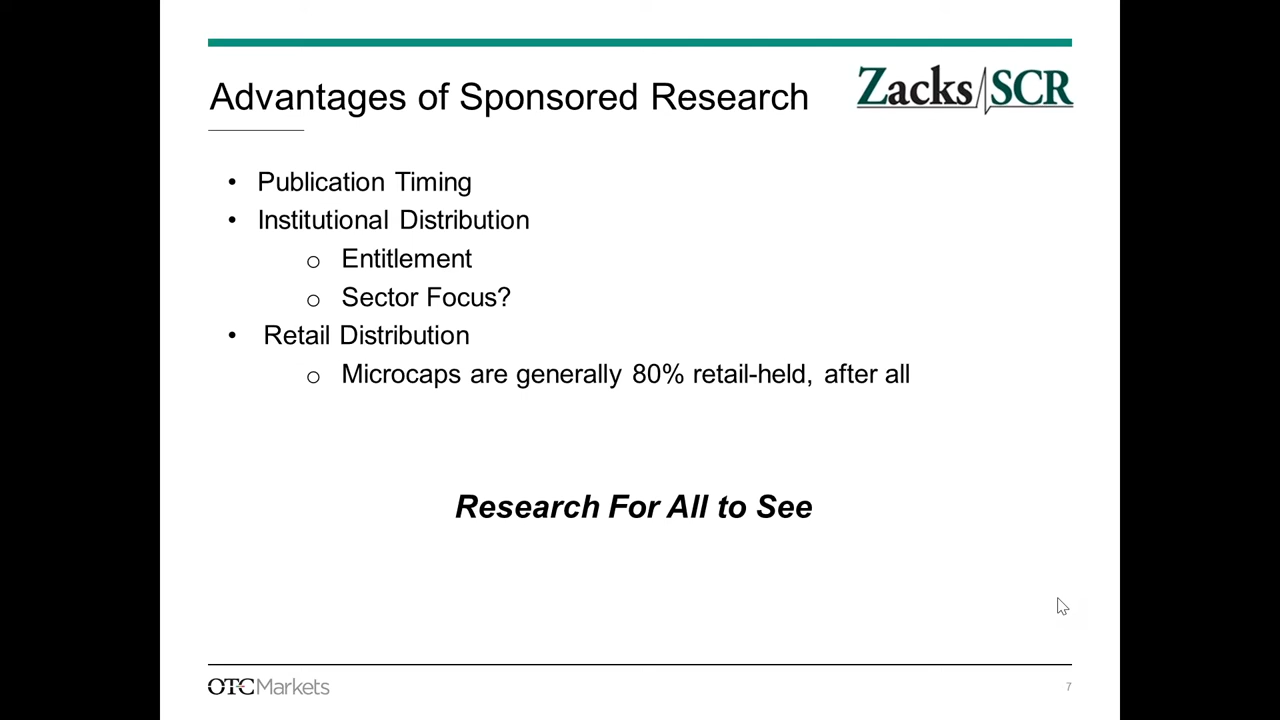 Advantages of Sponsored Research
Zacks/SCR
• Publication Timing
• Institutional Distribution
o Entitlement
o Sector Focus?
• Retail Distribution
o Microcaps are generally 80% retail-held, after all
Research For All to See
OTCMarkets
7